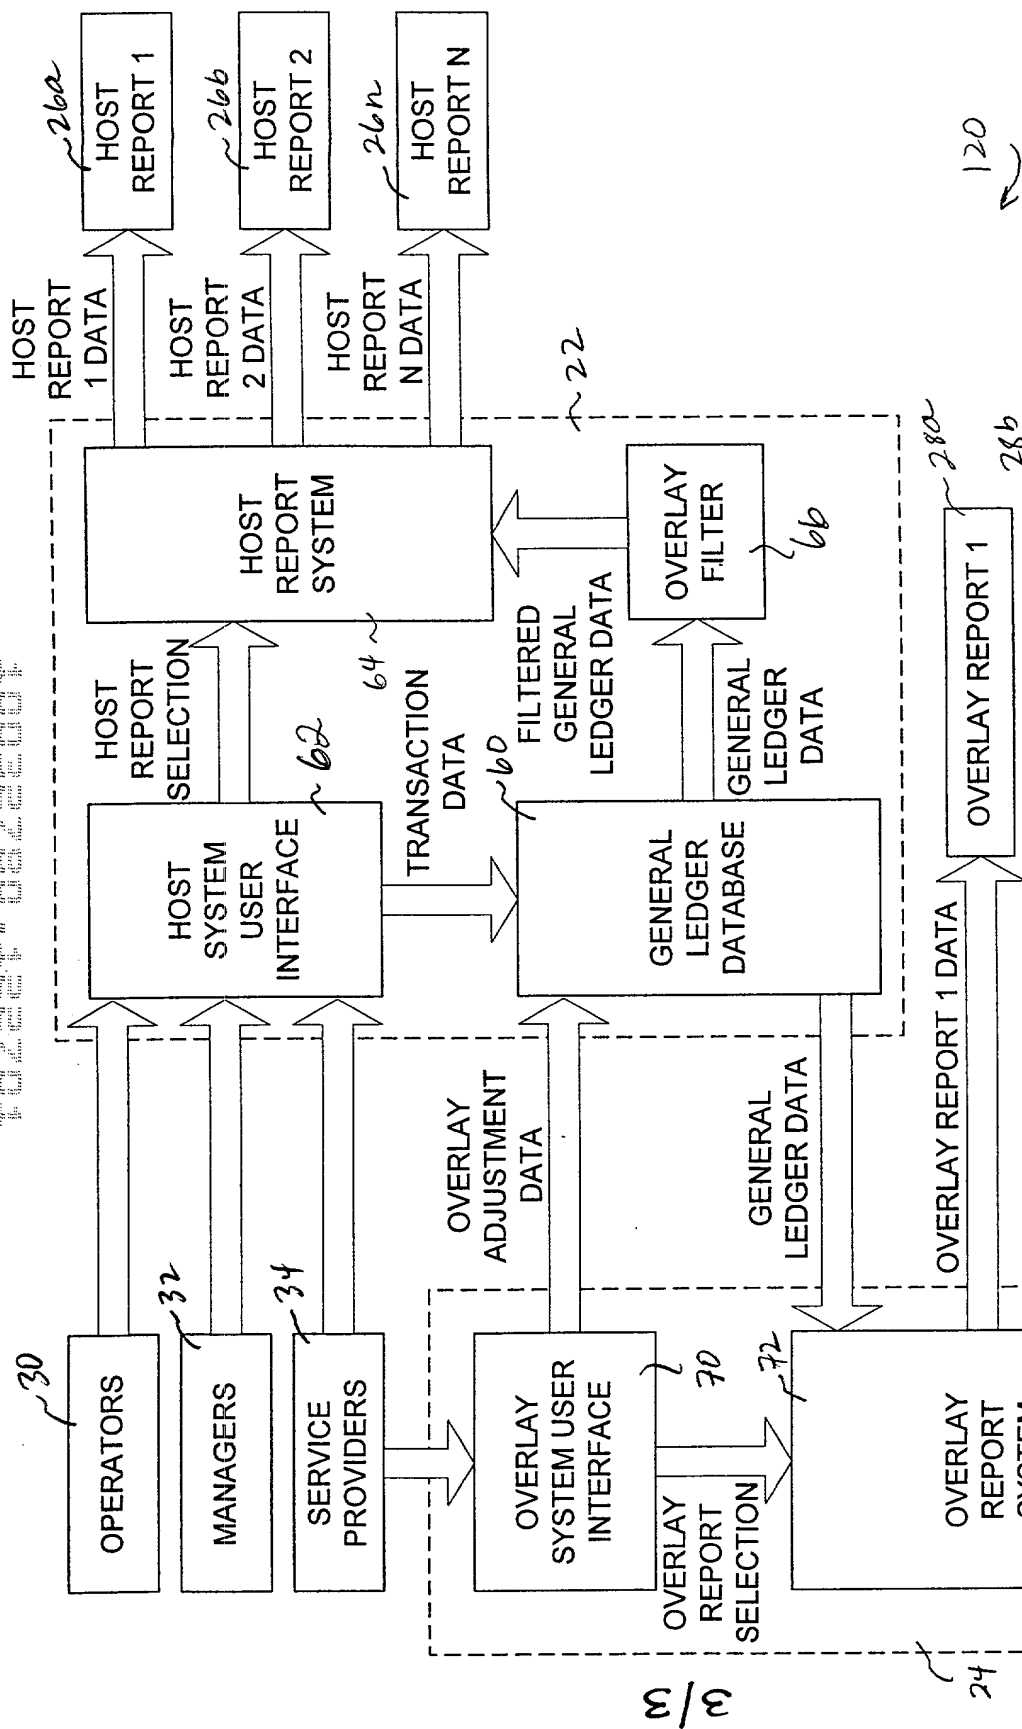 30
OPERATORS
32
MANAGERS
34
SERVICE
PROVIDERS
HOST
SYSTEM
USER
INTERFACE
62
HOST
REPORT
SELECTION
HOST
REPORT
SYSTEM
64
HOST
REPORT
1 DATA
HOST
REPORT
2 DATA
HOST
REPORT
N DATA
26a
HOST
REPORT 1
26b
HOST
REPORT 2
26n
HOST
REPORT N
TRANSACTION
DATA
60
GENERAL
LEDGER
DATABASE
FILTERED
GENERAL
LEDGER DATA
GENERAL
LEDGER
DATA
OVERLAY
FILTER
66
22
OVERLAY
ADJUSTMENT
DATA
GENERAL
LEDGER DATA
OVERLAY
SYSTEM USER
INTERFACE
70
OVERLAY
REPORT
SELECTION
72
OVERLAY
REPORT
SYSTEM
24
OVERLAY REPORT 1 DATA
OVERLAY REPORT 1
28a
28b
120
3/3